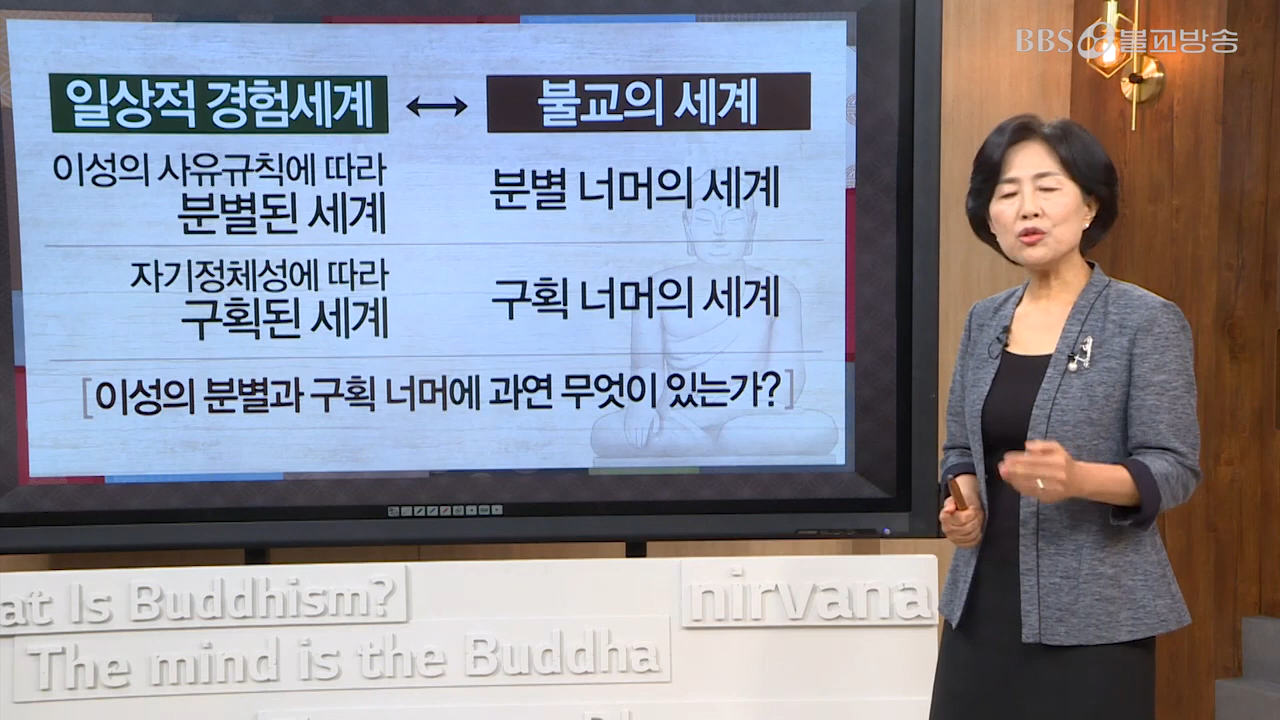 BBS 불교방송
일상적 경험세계 ↔ 불교의 세계
이성의 사유규칙에 따라
분별된 세계
분별 너머의 세계
자기정체성에 따라
구획된 세계
구획 너머의 세계
[이성의 분별과 구획 너머에 과연 무엇이 있는가?]
at Is Buddhism?
nirvana
The mind is the Buddha